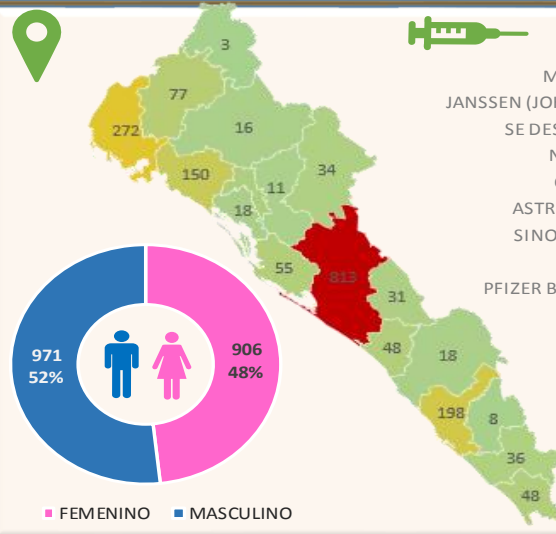 3
77
272
16
150
34
11
18
55
813
31
48
18
198
8
36
48
M
JANSSEN (JO
SE DES
N
ASTR
SINO
PFIZER B
971
52%
906
48%
FEMENINO
MASCULINO